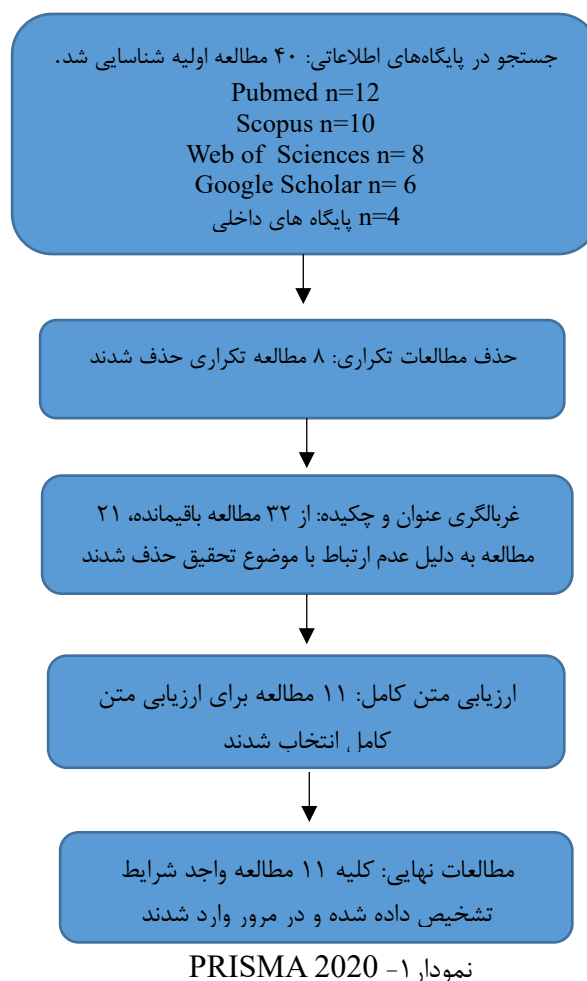 جستجو در پایگاه‌های اطلاعاتی: ۴۰ مطالعه اولیه شناسایی شد.
Pubmed n=12
Scopus n=10
Web of Sciences n= 8
Google Scholar n= 6
پایگاه های داخلی n=4
حذف مطالعات تکراری: ۸ مطالعه تکراری حذف شدند
غربالگری عنوان و چکیده: از ۳۲ مطالعه باقیمانده، ۲۱
مطالعه به دلیل عدم ارتباط با موضوع تحقیق حذف شدند
ارزیابی متن کامل: ۱۱ مطالعه برای ارزیابی متن
کامل انتخاب شدند
مطالعات نهایی: کلیه ۱۱ مطالعه واجد شرایط
تشخیص داده شده و در مرور وارد شدند
نمودار ۱- PRISMA 2020